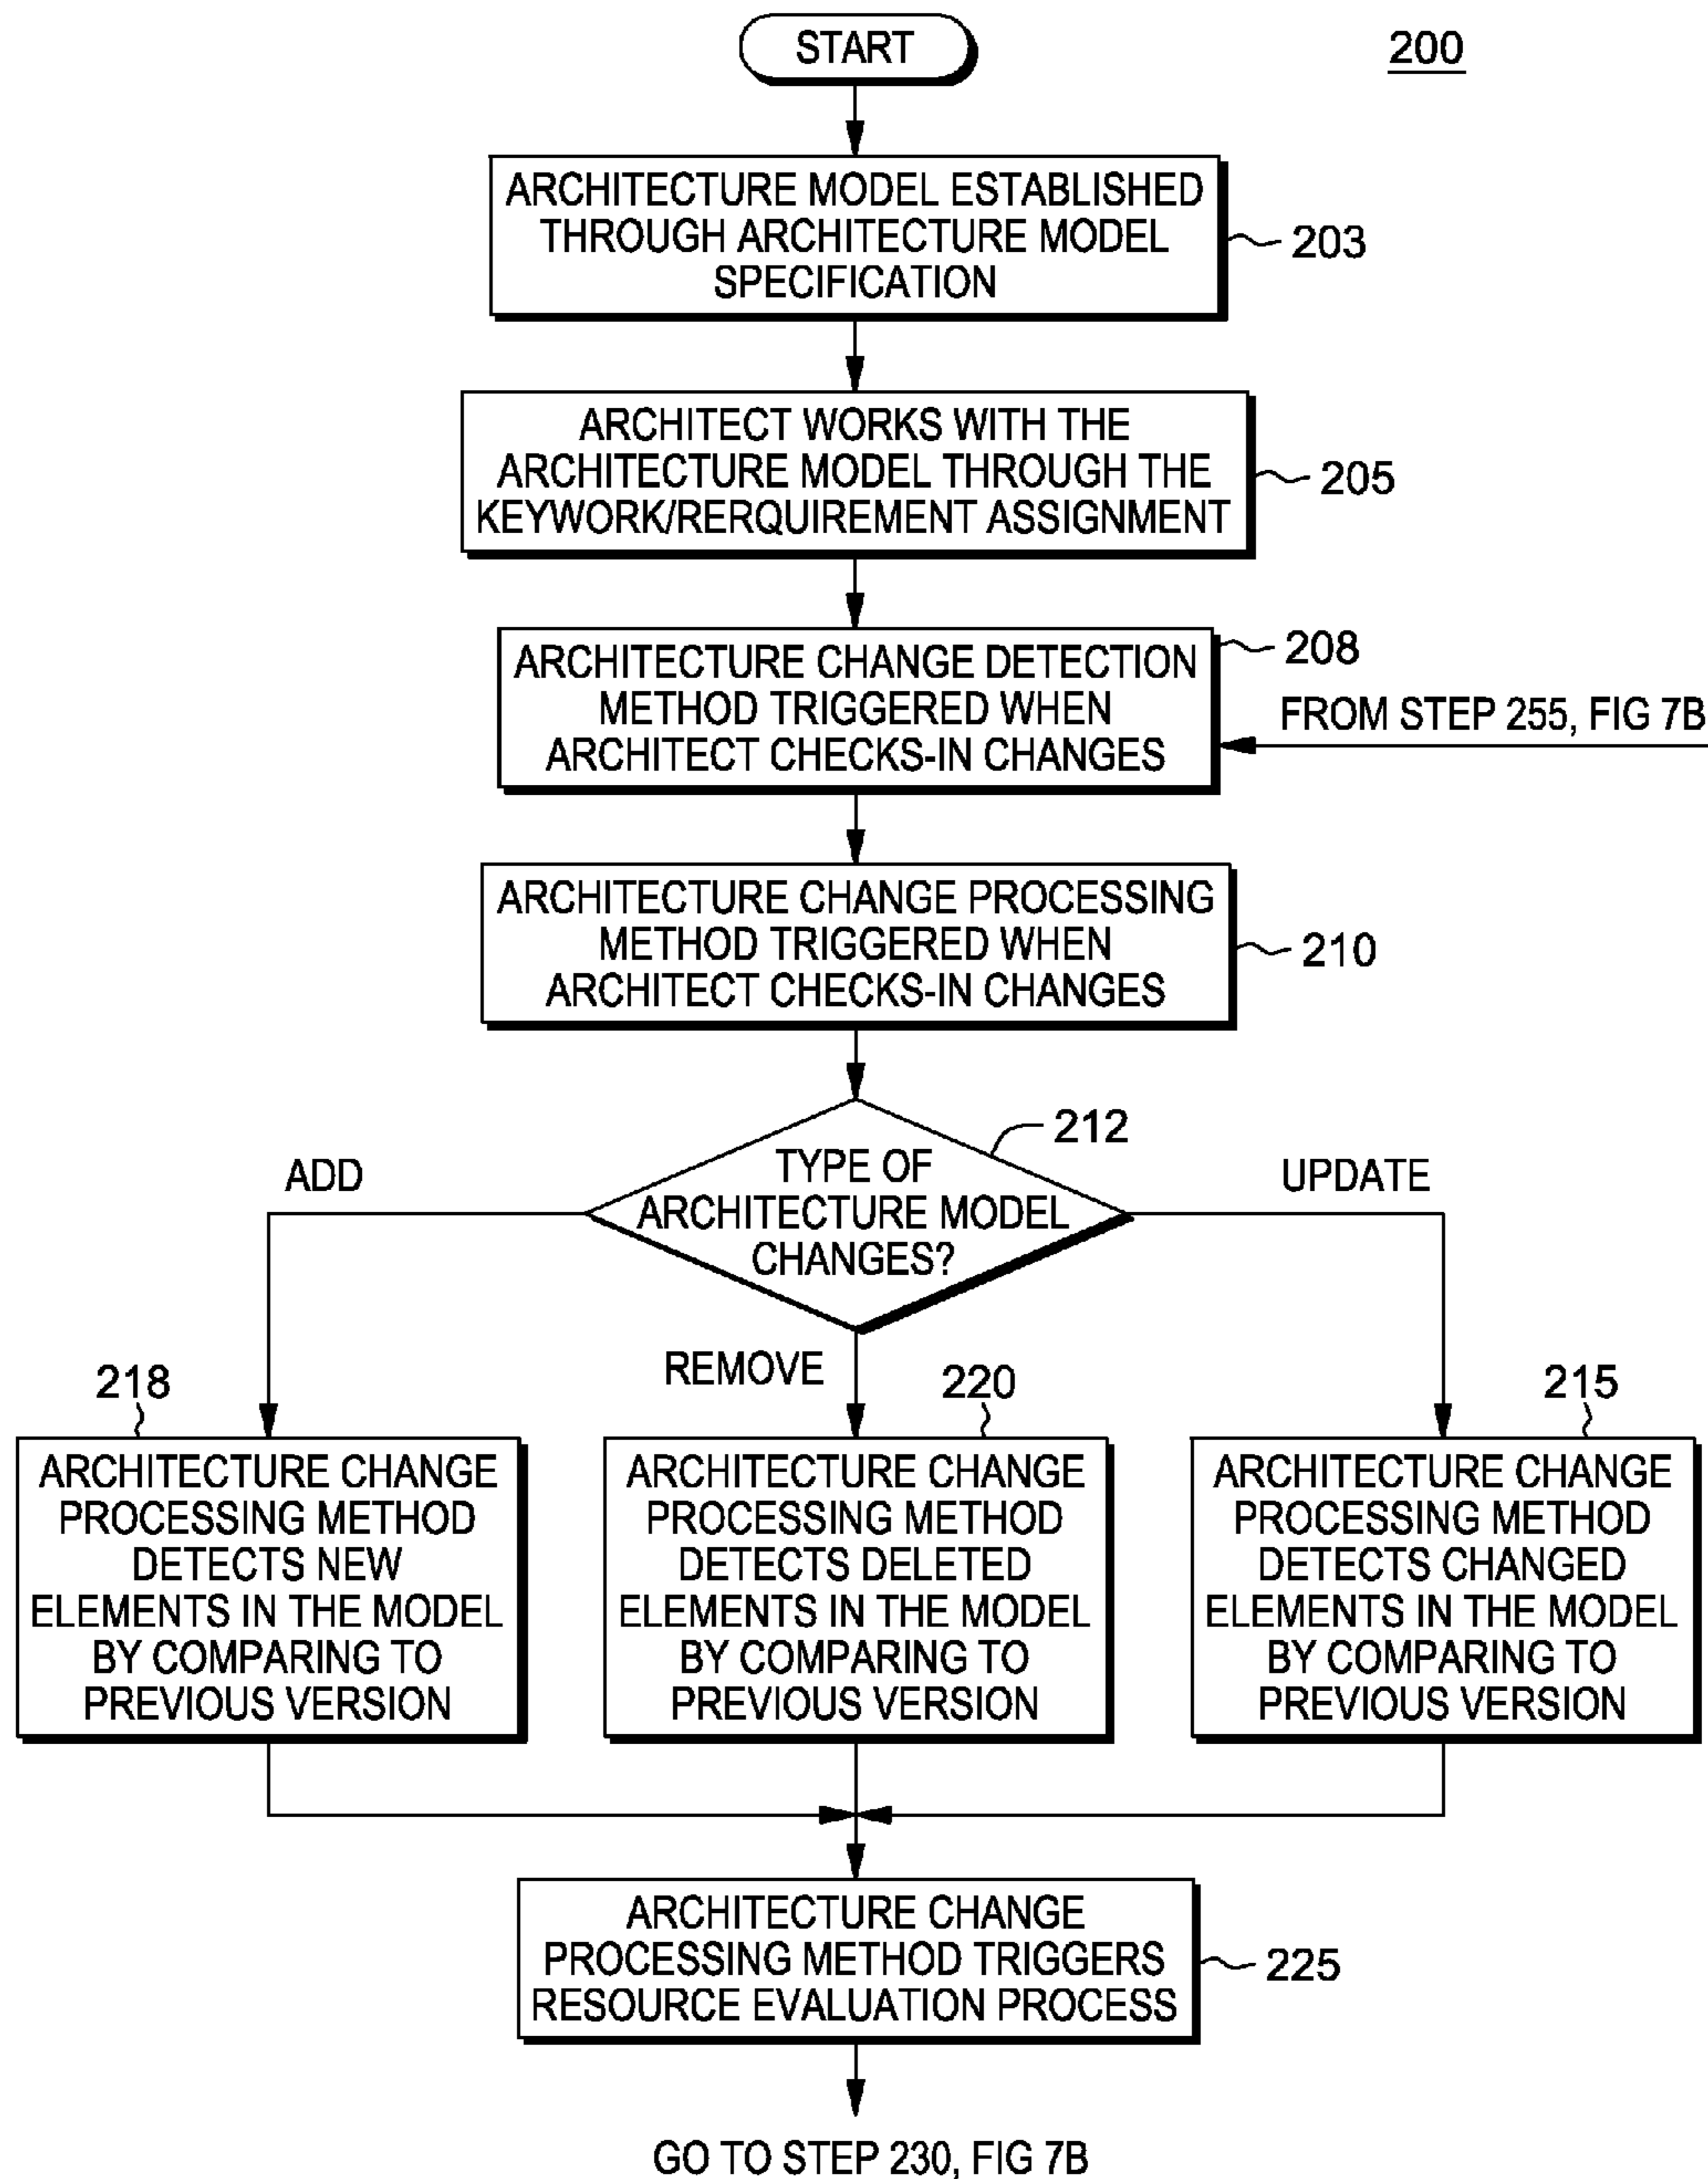 START
200
ARCHITECTURE MODEL ESTABLISHED
THROUGH ARCHITECTURE MODEL
SPECIFICATION
203
ARCHITECT WORKS WITH THE
ARCHITECTURE MODEL THROUGH THE
KEYWORK/RERQUIREMENT ASSIGNMENT
205
ARCHITECTURE CHANGE DETECTION
METHOD TRIGGERED WHEN
ARCHITECT CHECKS-IN CHANGES
208
FROM STEP 255, FIG 7B
ARCHITECTURE CHANGE PROCESSING
METHOD TRIGGERED WHEN
ARCHITECT CHECKS-IN CHANGES
210
TYPE OF
ARCHITECTURE MODEL
CHANGES?
212
ADD
REMOVE
UPDATE
218
ARCHITECTURE CHANGE
PROCESSING METHOD
DETECTS NEW
ELEMENTS IN THE MODEL
BY COMPARING TO
PREVIOUS VERSION
220
ARCHITECTURE CHANGE
PROCESSING METHOD
DETECTS DELETED
ELEMENTS IN THE MODEL
BY COMPARING TO
PREVIOUS VERSION
215
ARCHITECTURE CHANGE
PROCESSING METHOD
DETECTS CHANGED
ELEMENTS IN THE MODEL
BY COMPARING TO
PREVIOUS VERSION
ARCHITECTURE CHANGE
PROCESSING METHOD TRIGGERS
RESOURCE EVALUATION PROCESS
225
GO TO STEP 230, FIG 7B